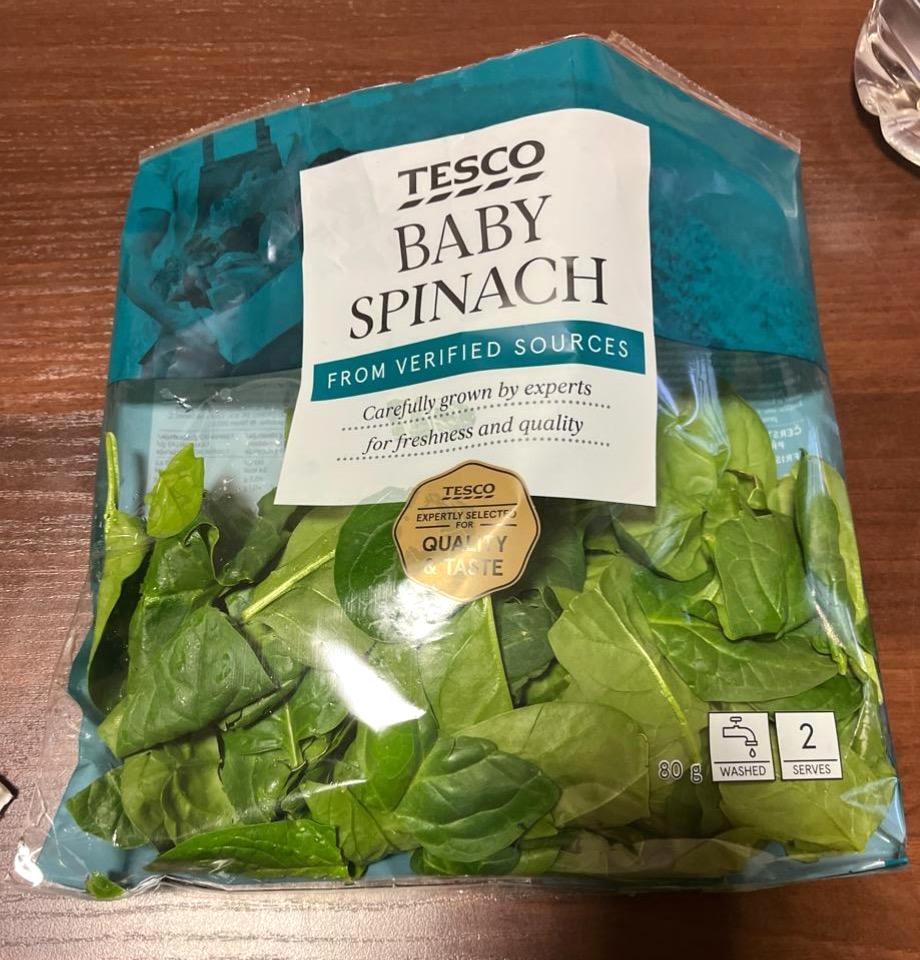 TESCO
BABY
SPINACH
FROM VERIFIED SOURCES
Carefully grown by experts
for freshness and quality
TESCO
EXPERTLY SELECTED
FOR
QUALITY
& TASTE
80 g
WASHED
2
SERVES